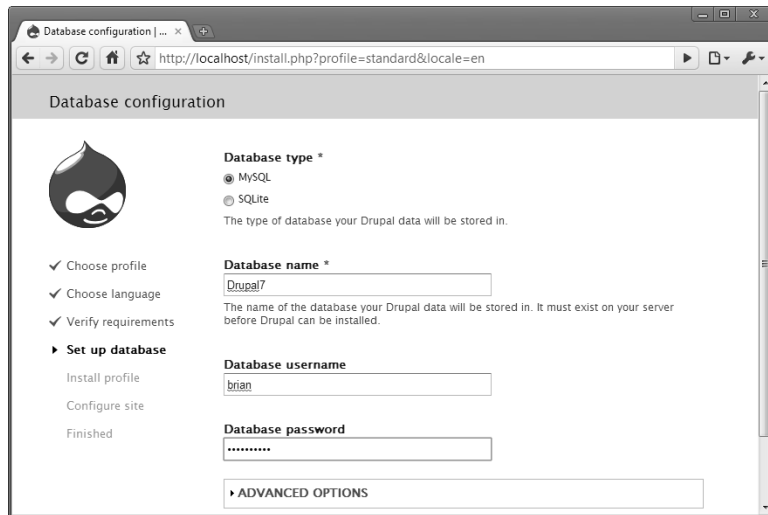 Database configuration | ...
http://localhost/install.php?profile=standard&locale=en
Database configuration
Database type *
MySQL
SQLite
The type of database your Drupal data will be stored in.
Choose profile
Choose language
Verify requirements
Set up database
Install profile
Configure site
Finished
Database name *
Drupal7
The name of the database your Drupal data will be stored in. It must exist on your server
before Drupal can be installed.
Database username
brian
Database password
••••••••••
ADVANCED OPTIONS